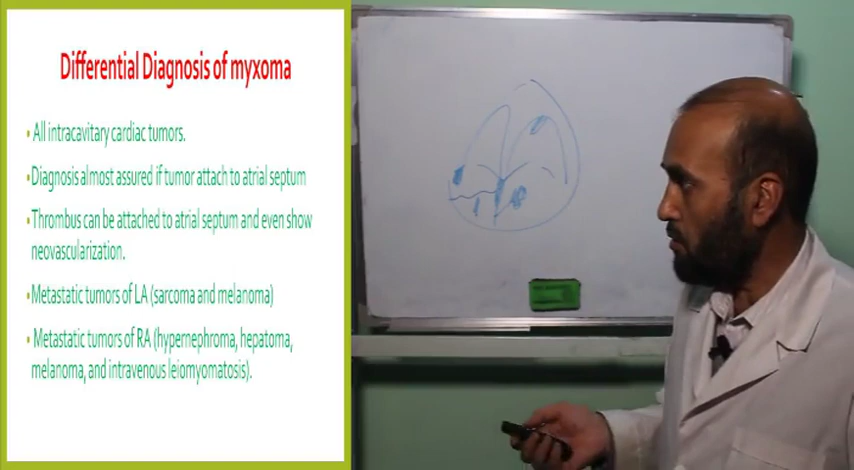 Differential Diagnosis of myxoma
• All intracavitary cardiac tumors.
• Diagnosis almost assured if tumor attach to atrial septum
• Thrombus can be attached to atrial septum and even show
neovascularization.
• Metastatic tumors of LA (sarcoma and melanoma)
• Metastatic tumors of RA (hypernephroma, hepatoma,
melanoma, and intravenous leiomyomatosis).